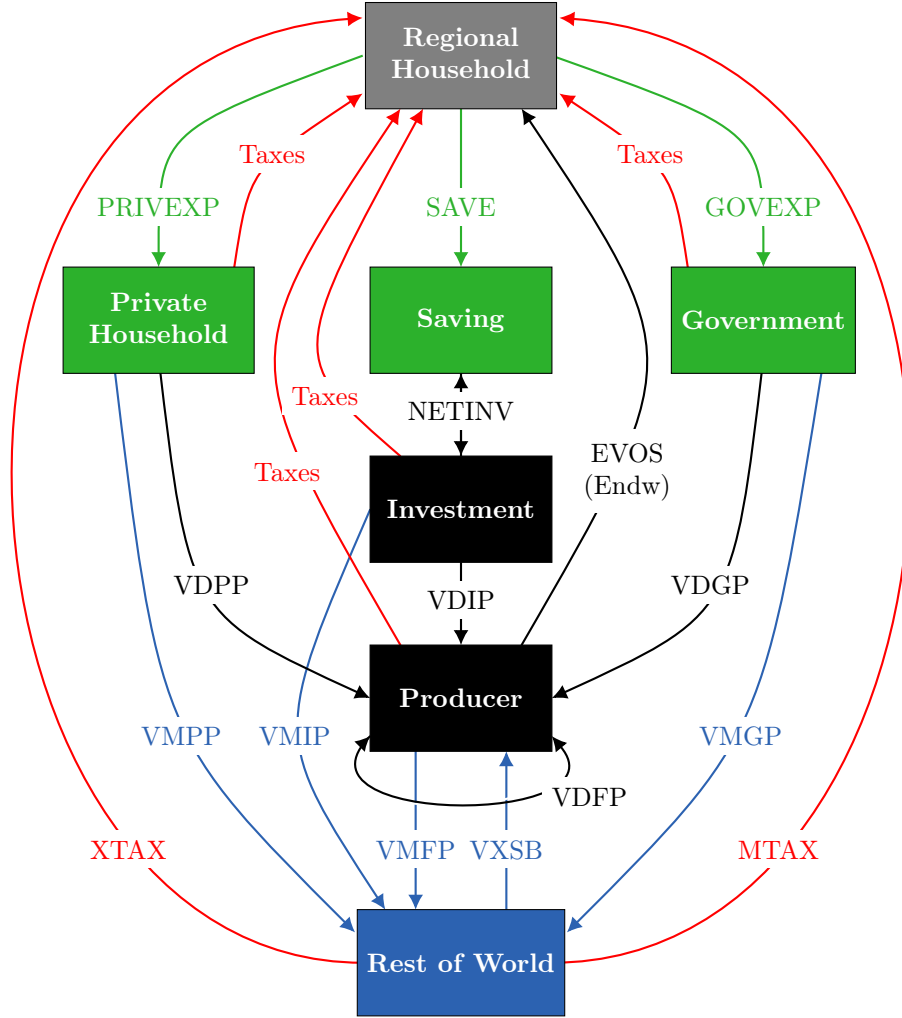 Regional
Household
Taxes
Taxes
PRIVEXP
SAVE
GOVEXP
Private
Household
Saving
Government
Taxes
NETINV
Taxes
EVOS
(Endw)
Investment
VDPP
VDIP
VDGP
Producer
VMPP
VMIP
VMGP
VDFP
XTAX
VMFP
VXSB
MTAX
Rest of World